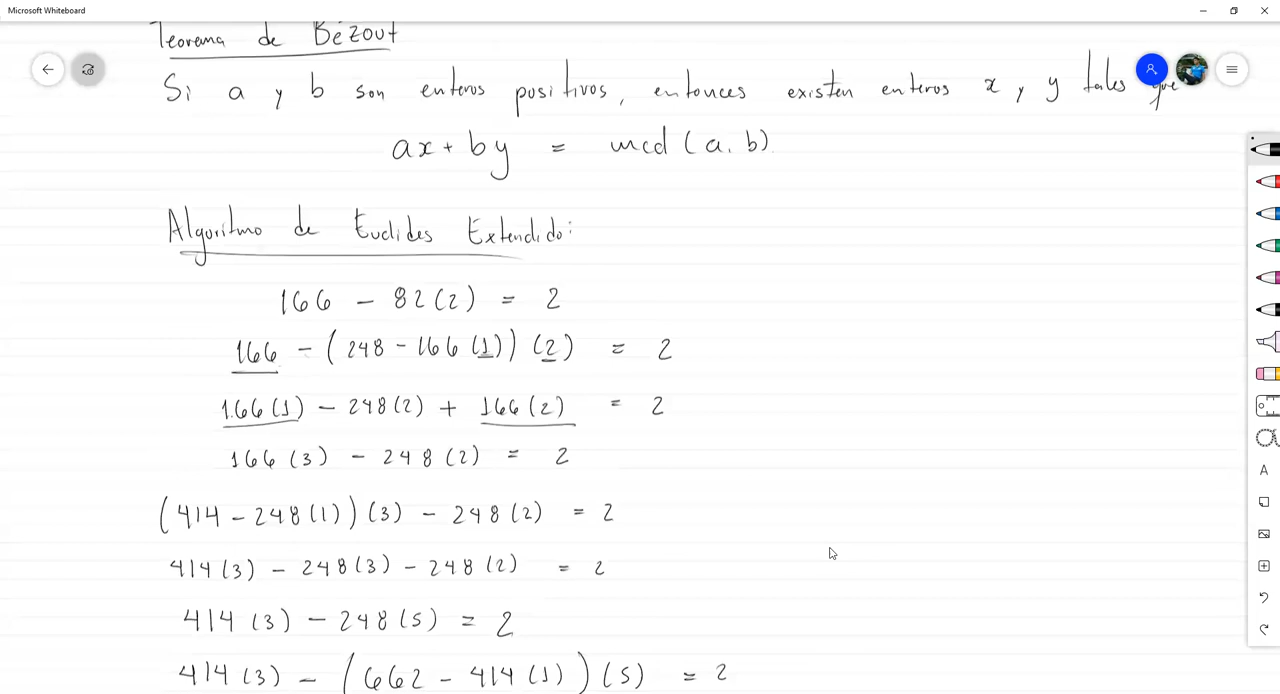 Microsoft Whiteboard
Teorema de Bézout
Si a y b son enteros positivos, entonces existen enteros x, y tales que
ax + by = mcd (a, b)
Algoritmo de Euclides Extendido:
166 - 82(2) = 2
166 - (248 - 166(1))(2) = 2
166(1) - 248(2) + 166(2) = 2
166(3) - 248(2) = 2
(414 - 248(1))(3) - 248(2) = 2
414(3) - 248(3) - 248(2) = 2
414(3) - 248(5) = 2
414(3) - (662 - 414(1))(5) = 2